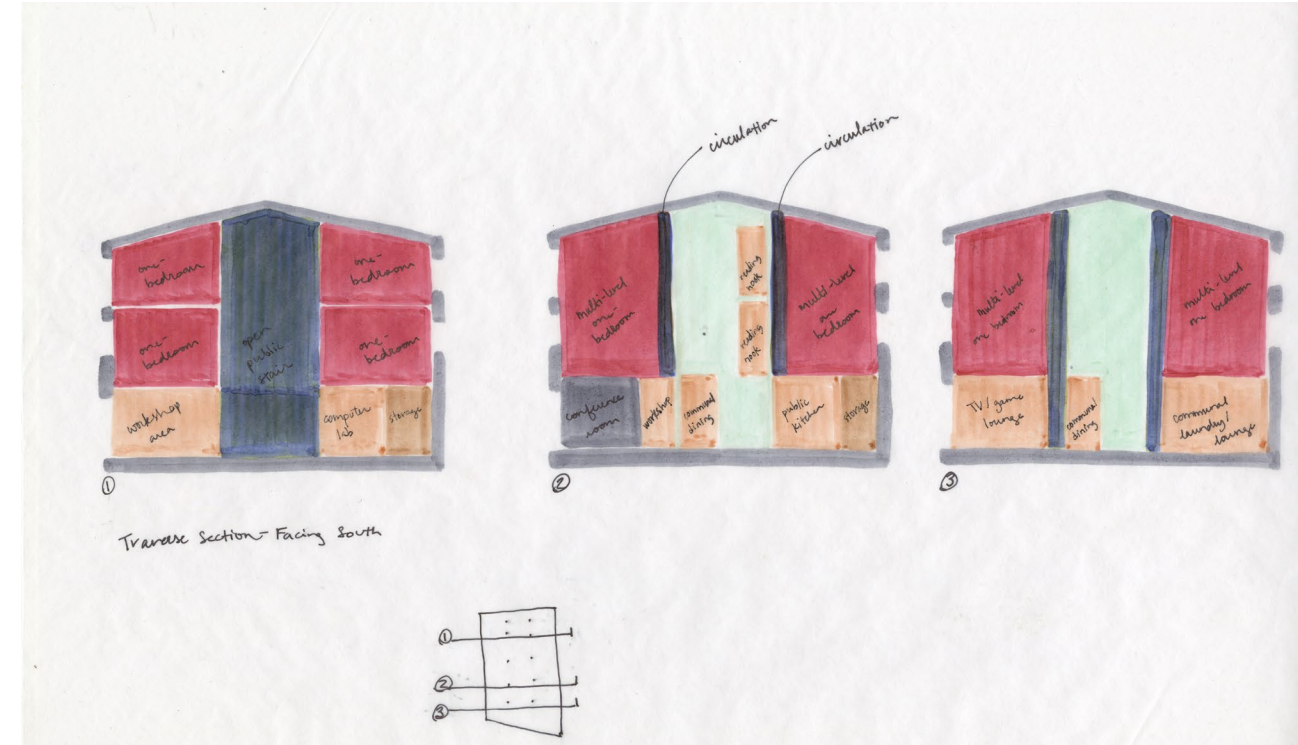 circulation
circulation
one-
bedroom
one-
bedroom
one-
bedroom
one-
bedroom
open
public
stair
workshop
area
computer
lab
storage
①
multi-level
one-
bedroom
reading
nook
reading
nook
multi-level
one
bedroom
conference
room
workshop
communal
dining
public
kitchen
storage
②
multi-level
one bedroom
multi-level
one bedroom
TV/game
lounge
communal
dining
communal
laundry/
lounge
③
Traverse Section - Facing South
①
②
③